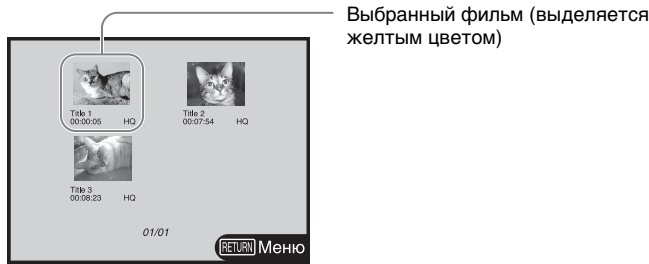 Выбранный фильм (выделяется
желтым цветом)
Title 1
00:00:05 HQ
Title 2
00:07:54 HQ
Title 3
00:08:23 HQ
01/01
RETURN Меню